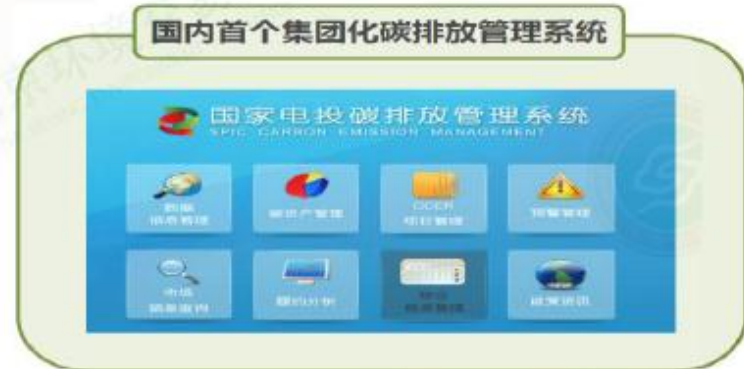 国内首个集团化碳排放管理系统
国家电投碳排放管理系统
SPIC CARBON EMISSION MANAGEMENT
数据
信息管理
碳资产管理
CCER
项目管理
预警管理
市场
信息查询
履约分析
政策资讯